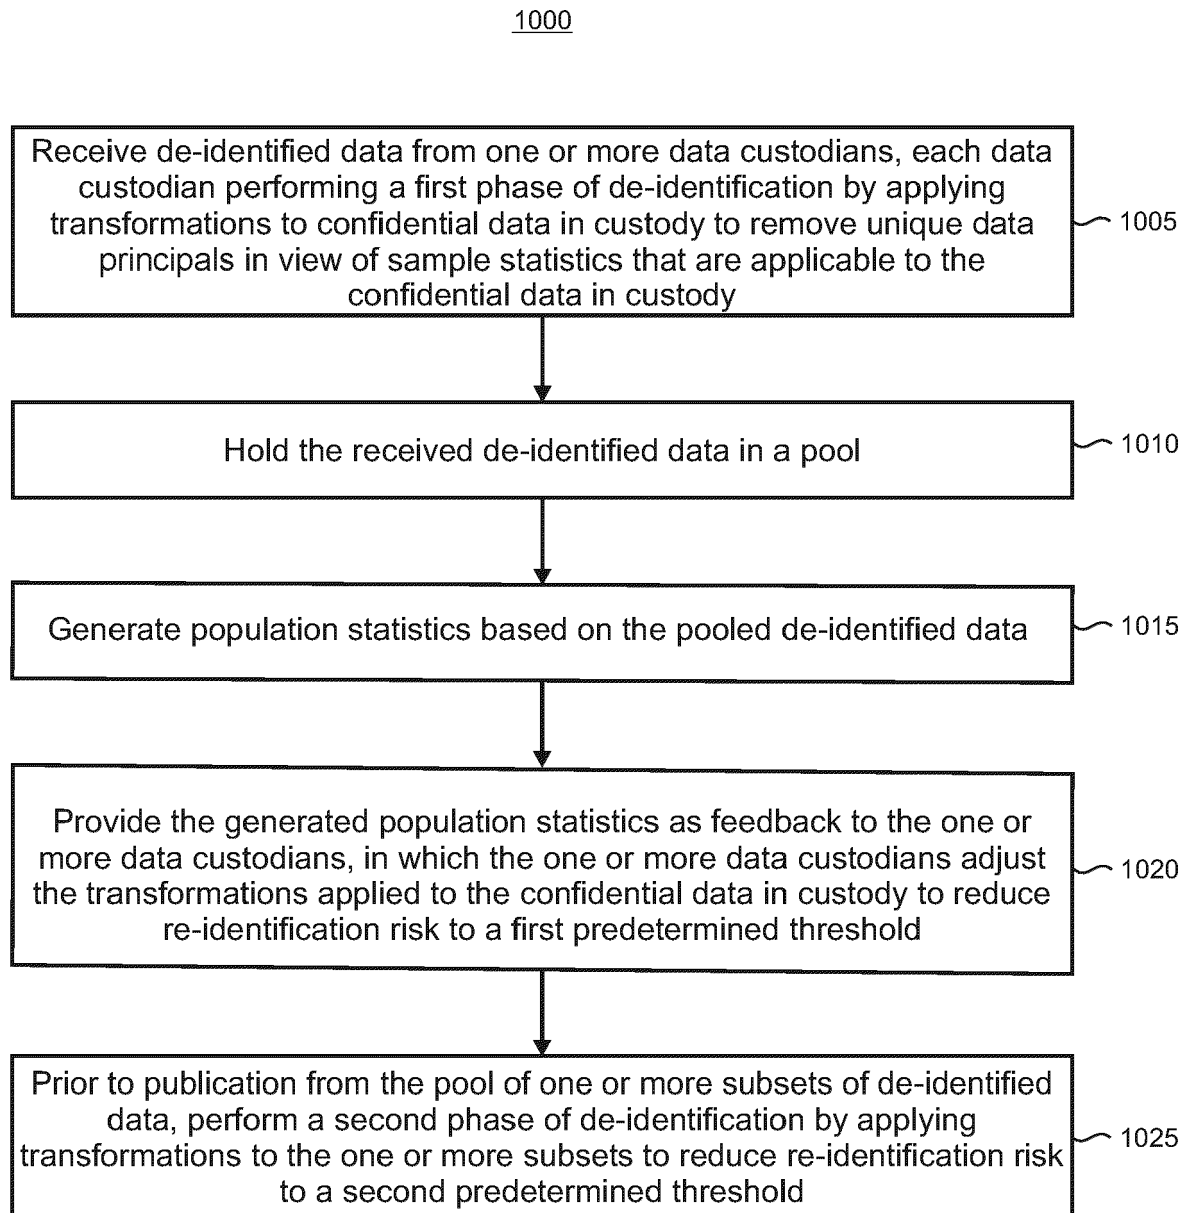 1000
Receive de-identified data from one or more data custodians, each data
custodian performing a first phase of de-identification by applying
transformations to confidential data in custody to remove unique data
principals in view of sample statistics that are applicable to the
confidential data in custody
1005
Hold the received de-identified data in a pool
1010
Generate population statistics based on the pooled de-identified data
1015
Provide the generated population statistics as feedback to the one or
more data custodians, in which the one or more data custodians adjust
the transformations applied to the confidential data in custody to reduce
re-identification risk to a first predetermined threshold
1020
Prior to publication from the pool of one or more subsets of de-identified
data, perform a second phase of de-identification by applying
transformations to the one or more subsets to reduce re-identification risk
to a second predetermined threshold
1025